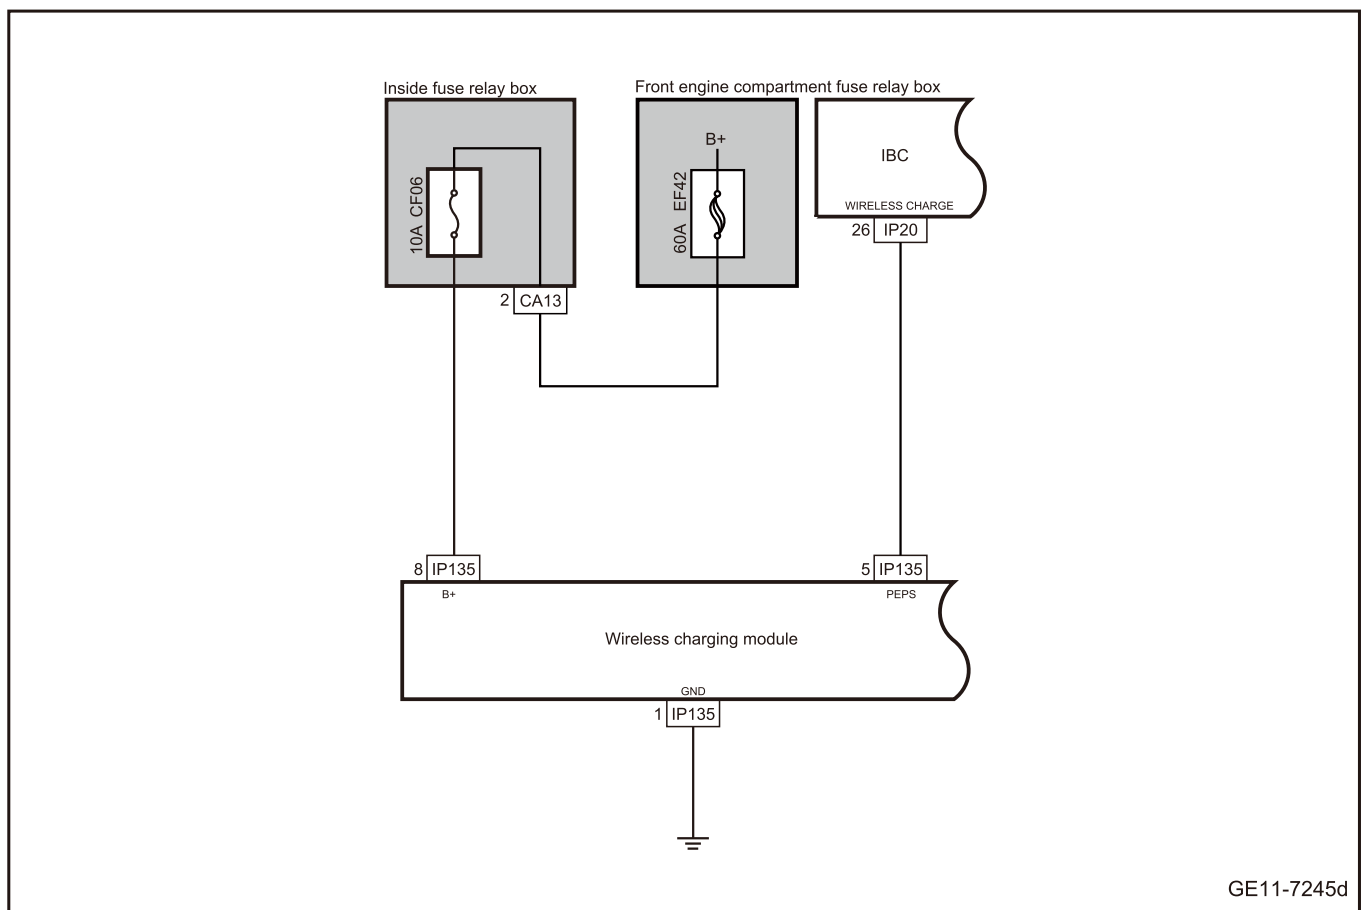 Inside fuse relay box
Front engine compartment fuse relay box
10A CF06
B+
60A EF42
IBC
WIRELESS CHARGE
2 CA13
26 IP20
8 IP135
5 IP135
B+
PEPS
Wireless charging module
GND
1 IP135
GE11-7245d